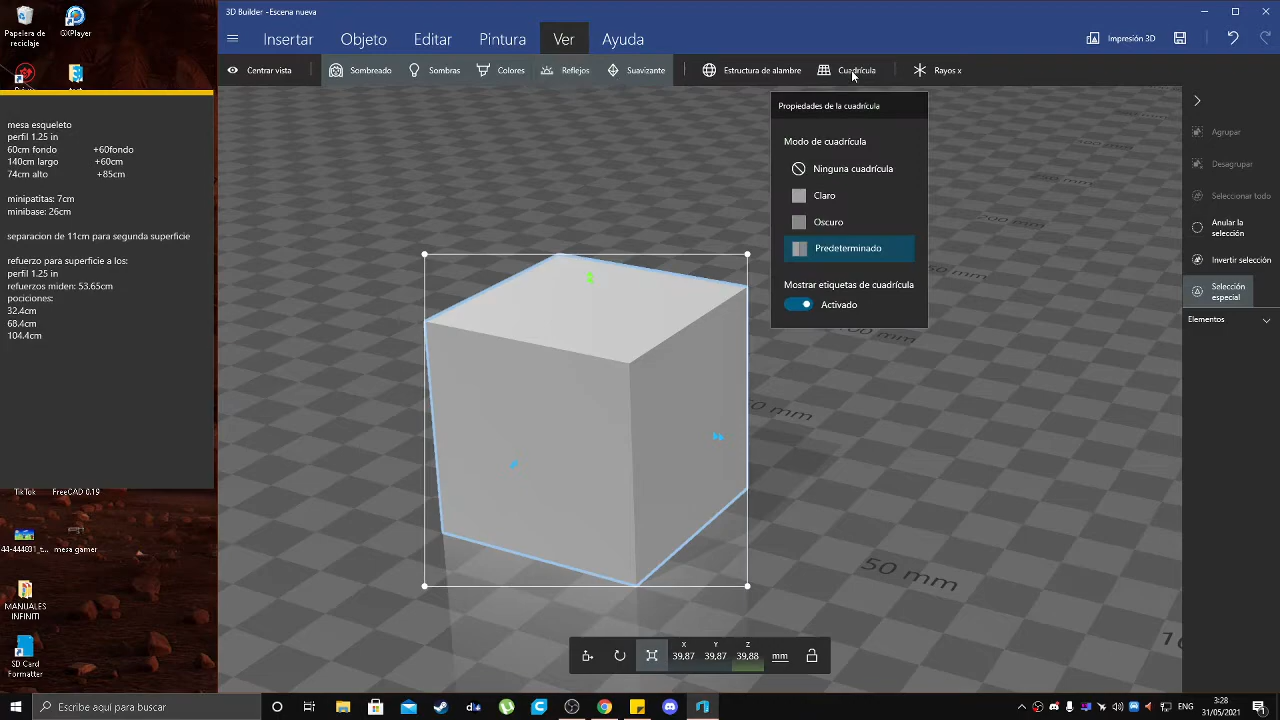 Papelera de
reciclaje
GXPlayer
mesa esqueleto
perfil 1.25 in
60cm fondo +60fondo
140cm largo +60cm
74cm alto +85cm
minipatitas: 7cm
minibase: 26cm
separacion de 11cm para segunda superficie
refuerzo para superficie a los:
perfil 1.25 in
refuerzos miden: 53.65cm
pociciones:
32.4cm
68.4cm
104.4cm
TikTok
FreeCAD 0.19
mesa gamer
MANUALES
INFINITI
SD Card
Formatter
3D Builder - Escena nueva
Insertar Objeto Editar Pintura Ver Ayuda
Impresión 3D
Centrar vista Sombreado Sombras Colores Reflejos Suavizante Estructura de alambre Cuadrícula Rayos x
Propiedades de la cuadrícula
Modo de cuadrícula
Ninguna cuadrícula
Claro
Oscuro
Predeterminado
Mostrar etiquetas de cuadrícula
Activado
Agrupar
Desagrupar
Seleccionar todo
Anular la
selección
Invertir selección
Selección
especial
Elementos
200 mm
50 mm
X Y Z
39,87 39,87 39,88 mm
Escribe aquí para buscar
ESP
3:28
31/05/2021